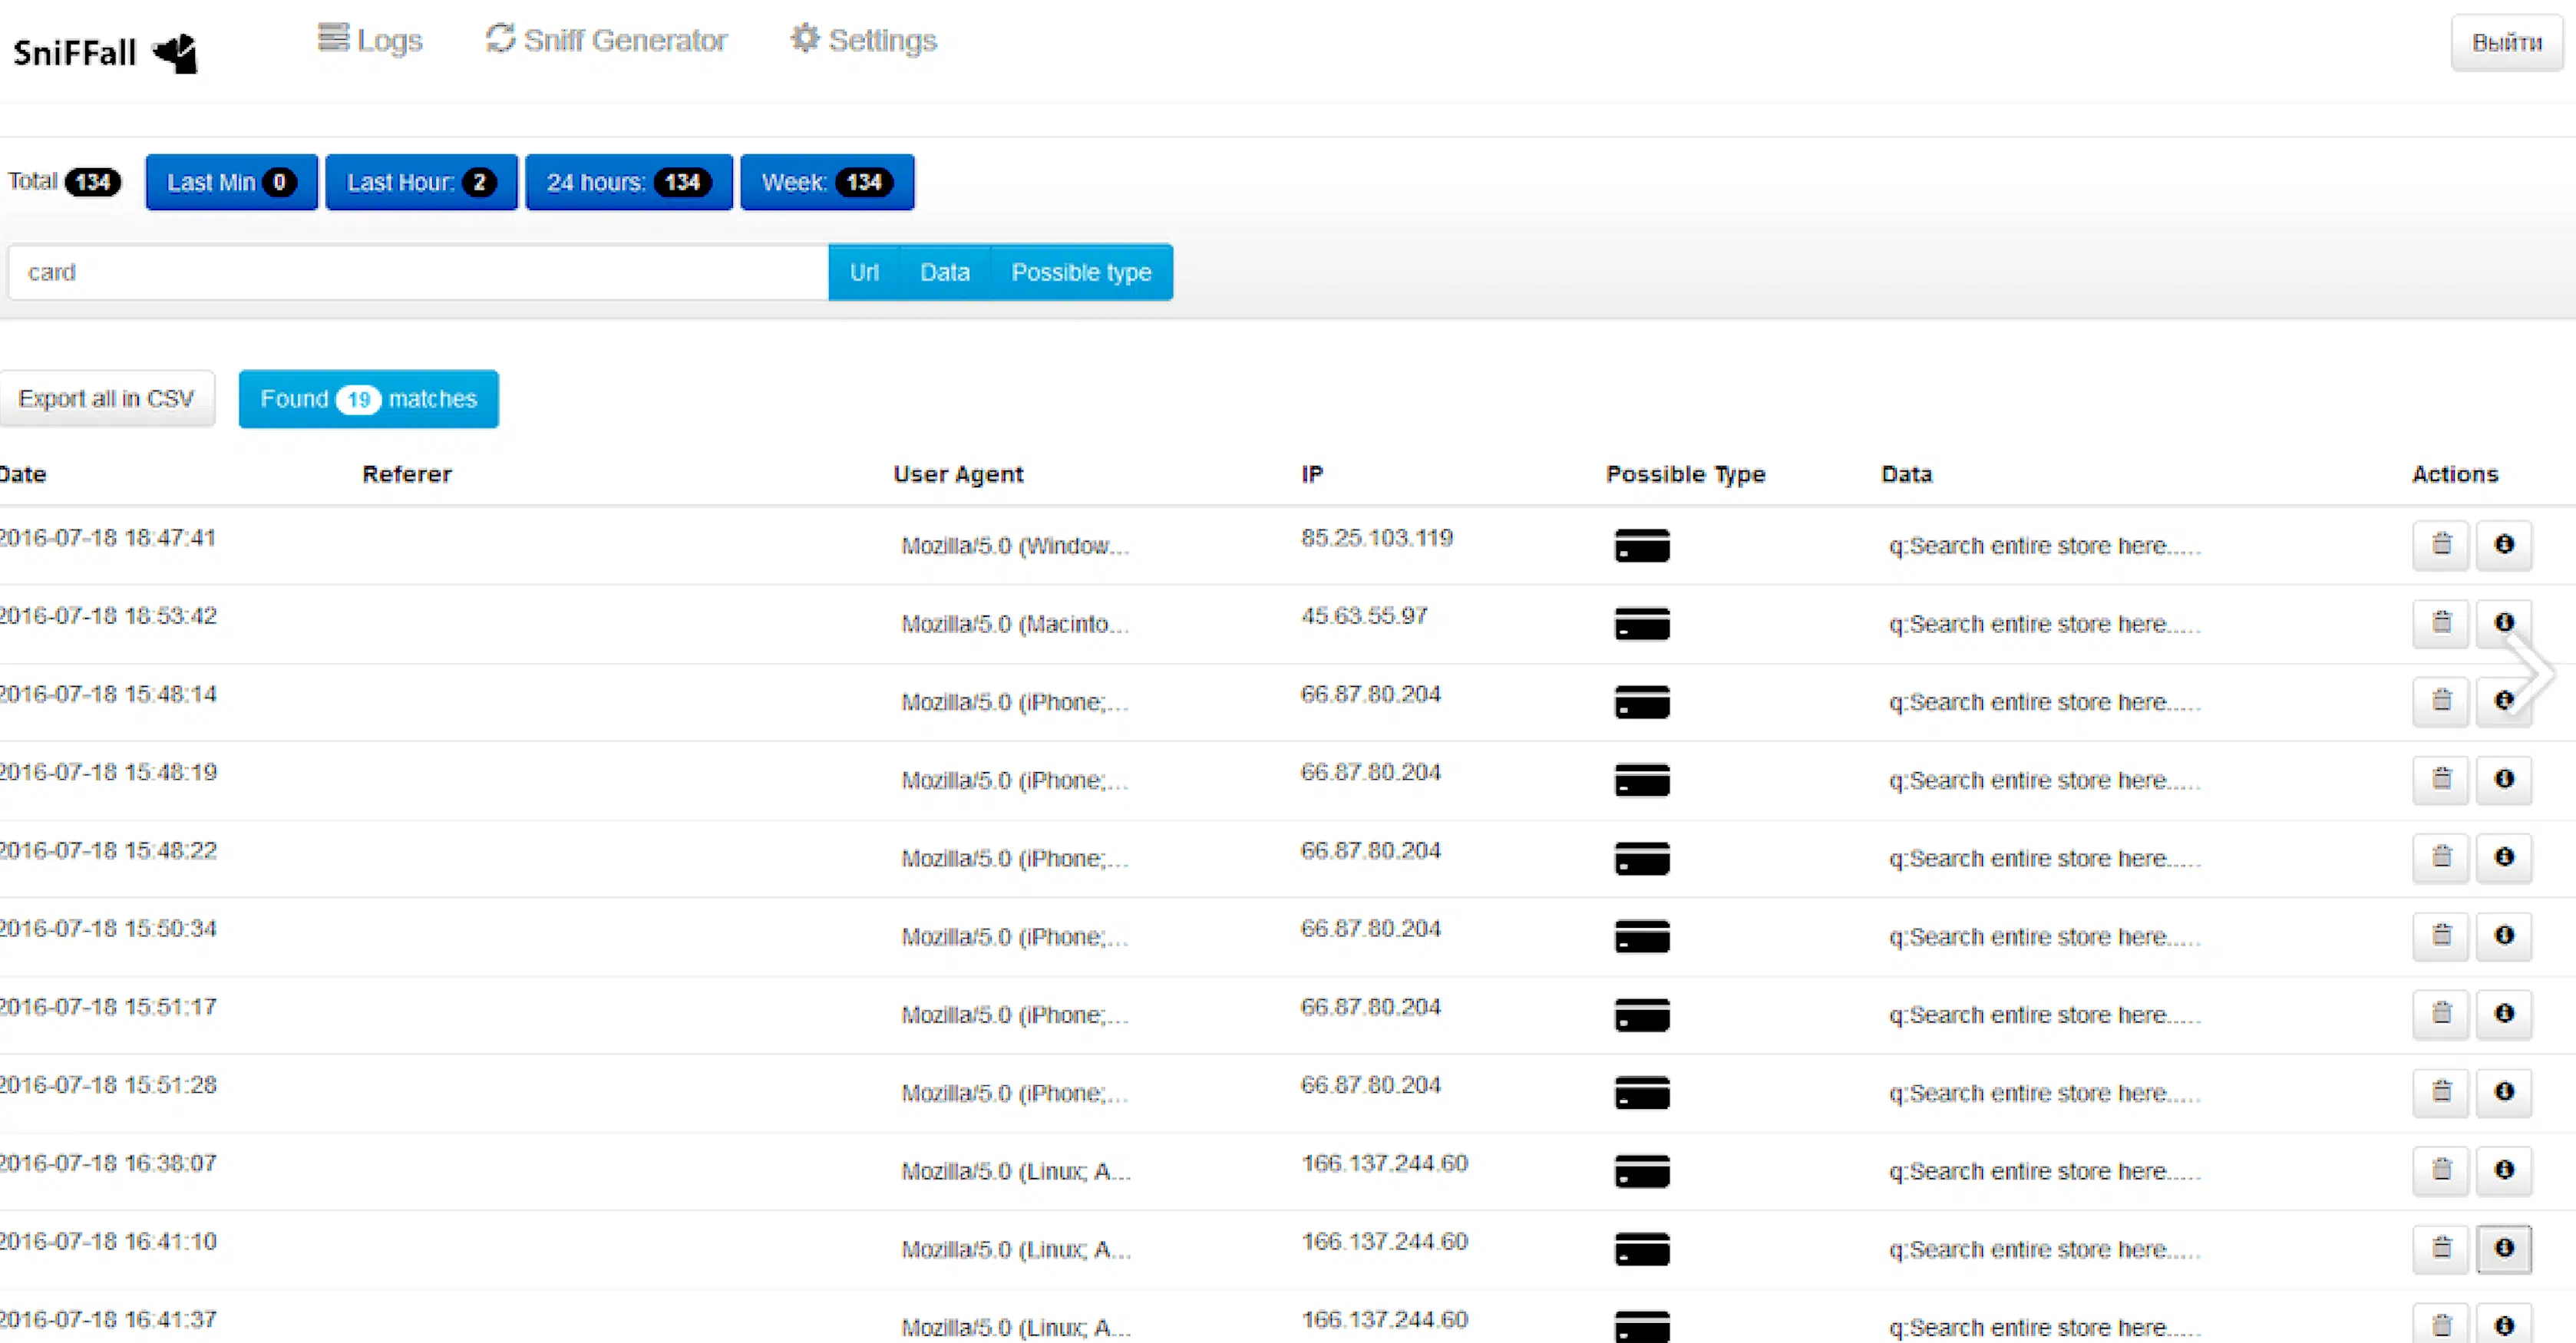 SniFFall Logs Sniff Generator Settings Выйти
Total 134 Last Min 0 Last Hour: 2 24 hours: 134 Week: 134
card Url Data Possible type
Export all in CSV Found 19 matches
Date Referer User Agent IP Possible Type Data Actions
2016-07-18 18:47:41 Mozilla/5.0 (Window... 85.25.103.119 q:Search entire store here.....
2016-07-18 18:53:42 Mozilla/5.0 (Macinto... 45.63.55.97 q:Search entire store here.....
2016-07-18 15:48:14 Mozilla/5.0 (iPhone;... 66.87.80.204 q:Search entire store here.....
2016-07-18 15:48:19 Mozilla/5.0 (iPhone;... 66.87.80.204 q:Search entire store here.....
2016-07-18 15:48:22 Mozilla/5.0 (iPhone;... 66.87.80.204 q:Search entire store here.....
2016-07-18 15:50:34 Mozilla/5.0 (iPhone;... 66.87.80.204 q:Search entire store here.....
2016-07-18 15:51:17 Mozilla/5.0 (iPhone;... 66.87.80.204 q:Search entire store here.....
2016-07-18 15:51:28 Mozilla/5.0 (iPhone;... 66.87.80.204 q:Search entire store here.....
2016-07-18 16:38:07 Mozilla/5.0 (Linux; A... 166.137.244.60 q:Search entire store here.....
2016-07-18 16:41:10 Mozilla/5.0 (Linux; A... 166.137.244.60 q:Search entire store here.....
2016-07-18 16:41:37 Mozilla/5.0 (Linux; A... 166.137.244.60 q:Search entire store here.....